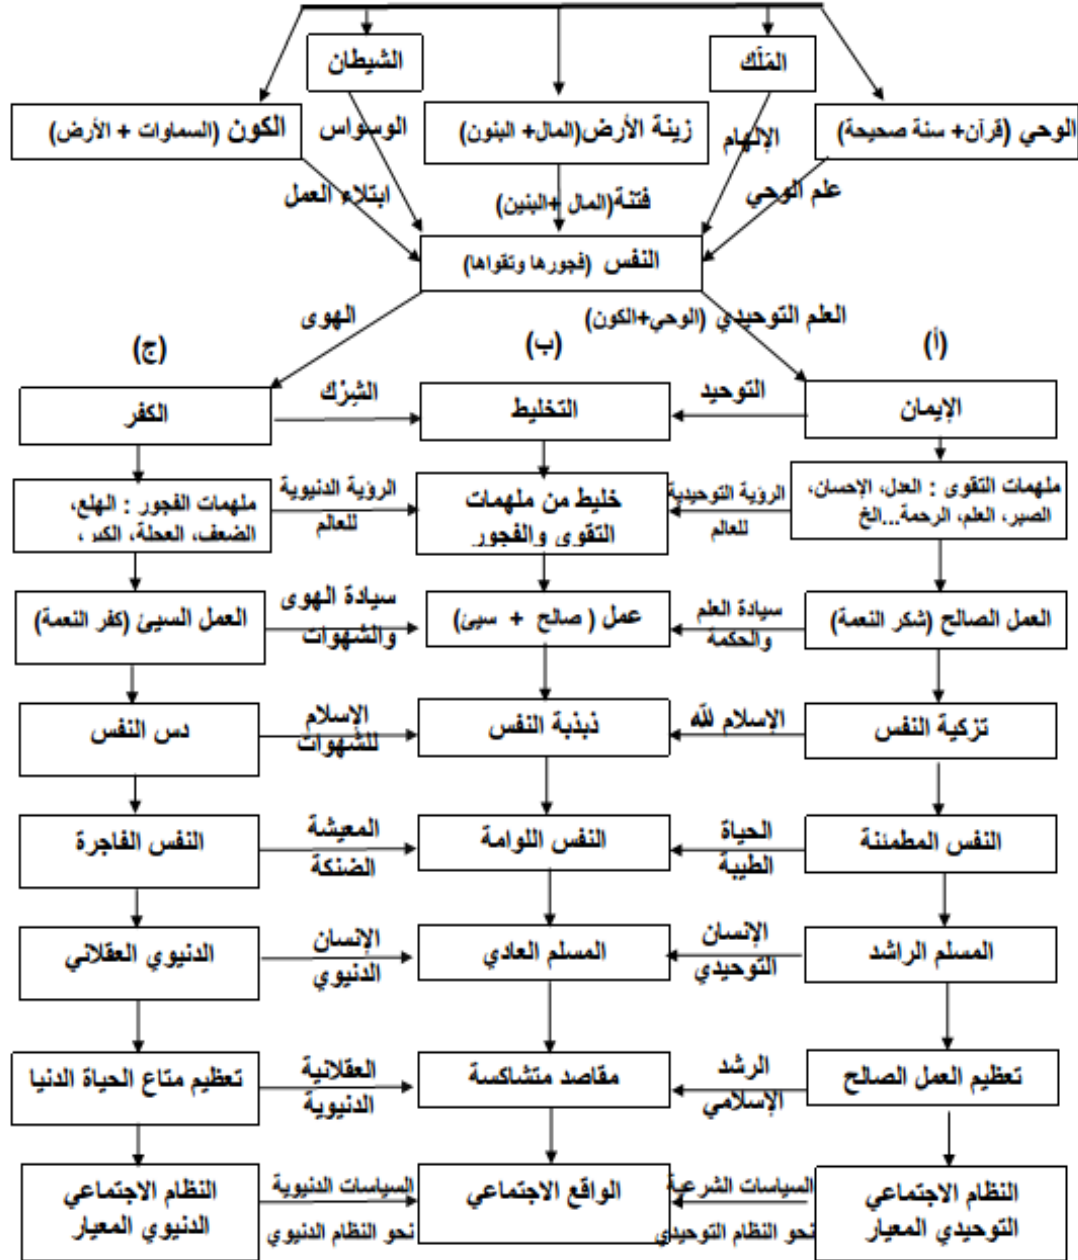 الشيطان
المَلَك
الكون (السماوات + الأرض)
الوسواس
زينة الأرض(المال+ البنون)
الإلهام
الوحي (قرآن+ سنة صحيحة)
ابتلاء العمل
فتنة(المال +البنين)
علم الوحي
النفس (فجورها وتقواها)
الهوى
العلم التوحيدي (الوحي+الكون)
(أ)
(ب)
(ج)
الإيمان
التوحيد
التخليط
الشِرْك
الكفر
ملهمات التقوى : العدل، الإحسان،
الصبر، العلم، الرحمة...الخ
الرؤية التوحيدية
للعالم
خليط من ملهمات
التقوى والفجور
الرؤية الدنيوية
للعالم
ملهمات الفجور : الهلع،
الضعف، العجلة، الكبر،
العمل الصالح (شكر النعمة)
سيادة العلم
والحكمة
عمل ( صالح + سيئ)
سيادة الهوى
والشهوات
العمل السيئ (كفر النعمة)
تزكية النفس
الإسلام لله
ذبذبة النفس
الإسلام
للشهوات
دس النفس
النفس المطمئنة
الحياة
الطيبة
النفس اللوامة
المعيشة
الضنكة
النفس الفاجرة
المسلم الراشد
الإنسان
التوحيدي
المسلم العادي
الإنسان
الدنيوي
الدنيوي العقلاني
تعظيم العمل الصالح
الرشد
الإسلامي
مقاصد متشاكسة
العقلانية
الدنيوية
تعظيم متاع الحياة الدنيا
النظام الاجتماعي
التوحيدي المعيار
السياسات الشرعية
نحو النظام التوحيدي
الواقع الاجتماعي
السياسات الدنيوية
نحو النظام الدنيوي
النظام الاجتماعي
الدنيوي المعيار